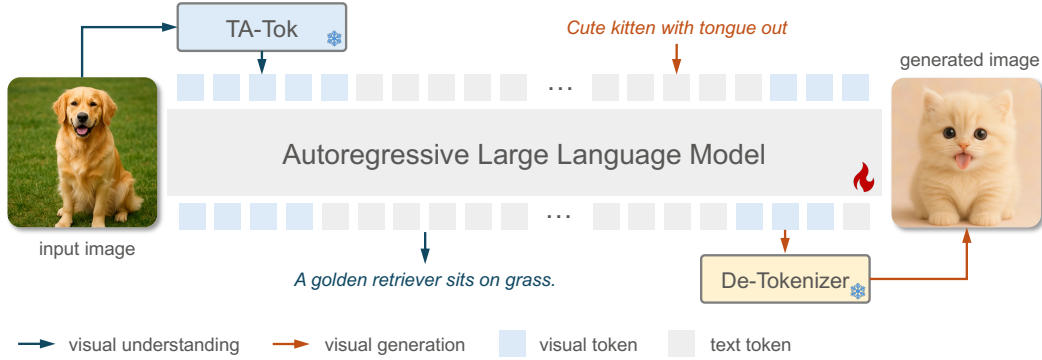 TA-Tok
Cute kitten with tongue out
generated image
...
Autoregressive Large Language Model
...
input image
A golden retriever sits on grass.
De-Tokenizer
visual understanding
visual generation
visual token
text token